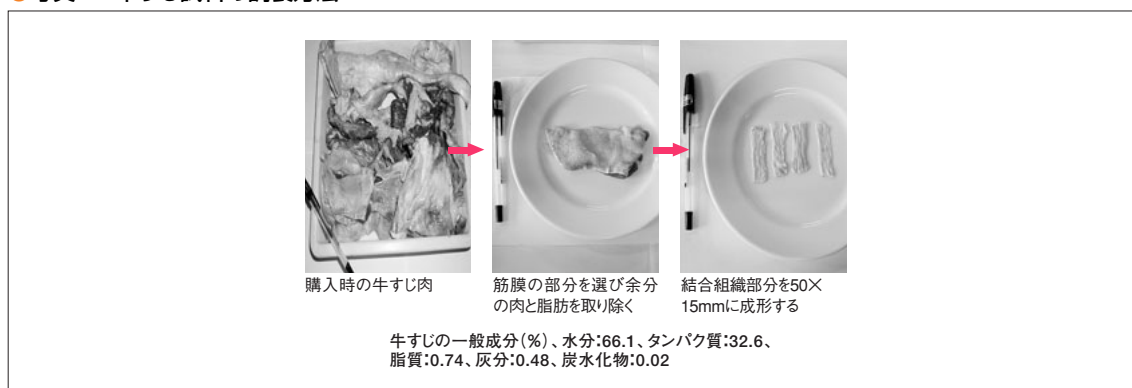 購入時の牛すじ肉
筋膜の部分を選び余分
の肉と脂肪を取り除く
結合組織部分を50×
15mmに成形する
牛すじの一般成分(%)、水分:66.1、タンパク質:32.6、
脂質:0.74、灰分:0.48、炭水化物:0.02